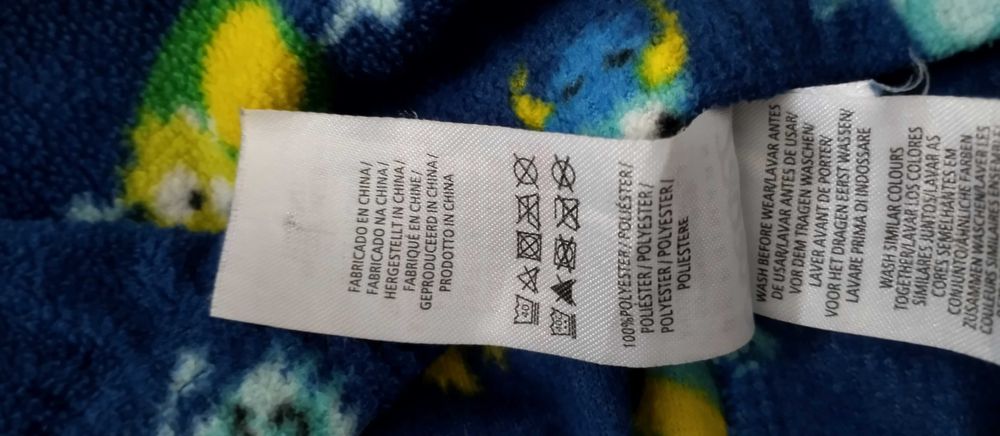 FABRICADO EN CHINA/
FABRICADO NA CHINA/
HERGESTELLT IN CHINA/
FABRIQUÉ EN CHINE/
GEPRODUCEERD IN CHINA/
PRODOTTO IN CHINA
40
100%POLYESTER/ POLIÉSTER/
POLIÉSTER / POLYESTER/
POLYESTER / POLYESTER/
POLIESTERE
WASH BEFORE WEAR/LAVAR ANTES
DE USAR/LAVAR ANTES DE USAR/
VOR DEM TRAGEN WASCHEN/
LAVER AVANT DE PORTER/
VOOR HET DRAGEN EERST WASSEN/
LAVARE PRIMA DI INDOSSARE
WASH SIMILAR COLOURS
TOGETHER/LAVAR LOS COLORES
SIMILARES JUNTOS/LAVAR AS
CORES SEMELHANTES EM
CONJUNTO/ÄHNLICHE FARBEN
ZUSAMMEN WASCHEN/LAVER LES
COULEURS SIMILAIRES